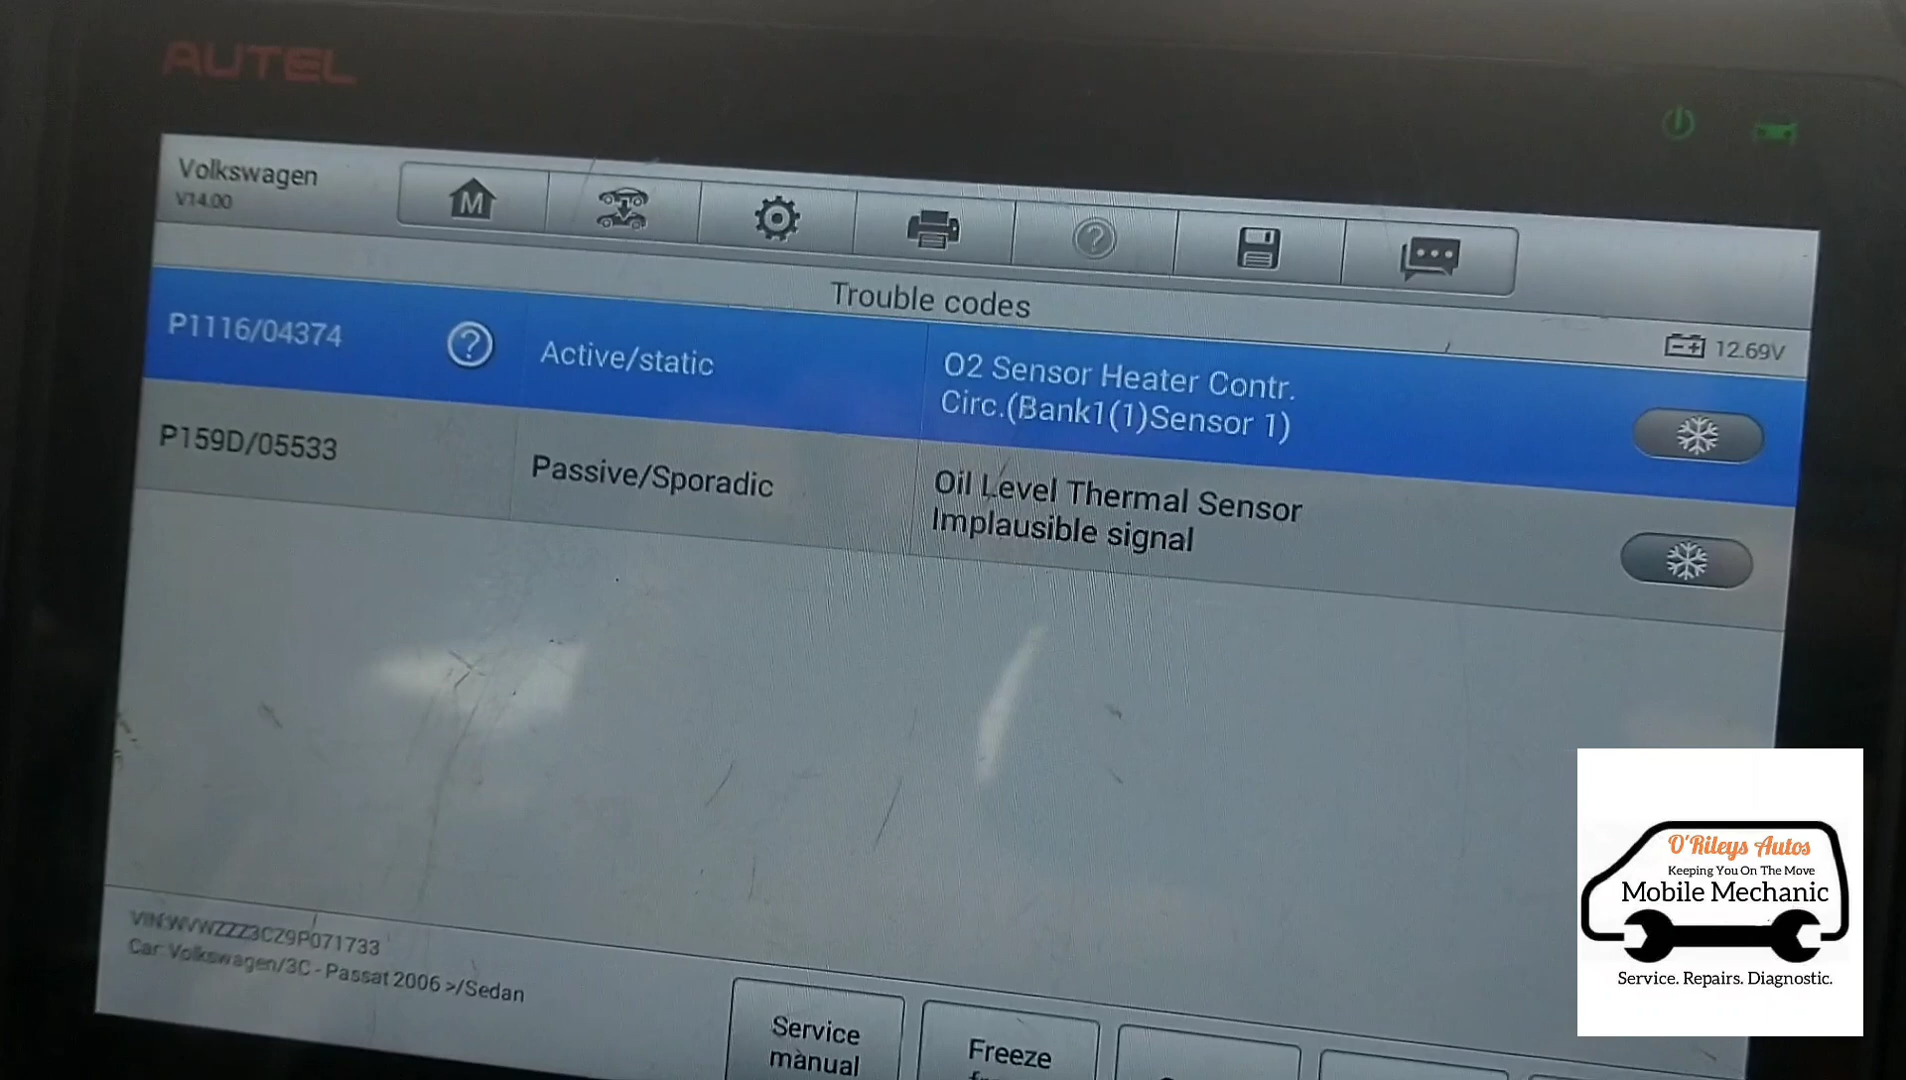 AUTEL
Volkswagen
V14.00
M
Trouble codes
12.69V
P1116/04374
?
Active/static
O2 Sensor Heater Contr.
Circ.(Bank1(1)Sensor 1)
P159D/05533
Passive/Sporadic
Oil Level Thermal Sensor
Implausible signal
VIN:WVWZZZ3CZ9P071733
Car: Volkswagen/3C - Passat 2006 >/Sedan
Service
manual
Freeze
O'Rileys Autos
Keeping You On The Move
Mobile Mechanic
Service. Repairs. Diagnostic.